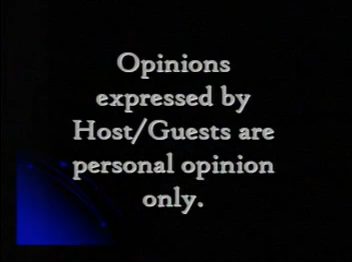 Opinions
expressed by
Host/Guests are
personal opinion
only.